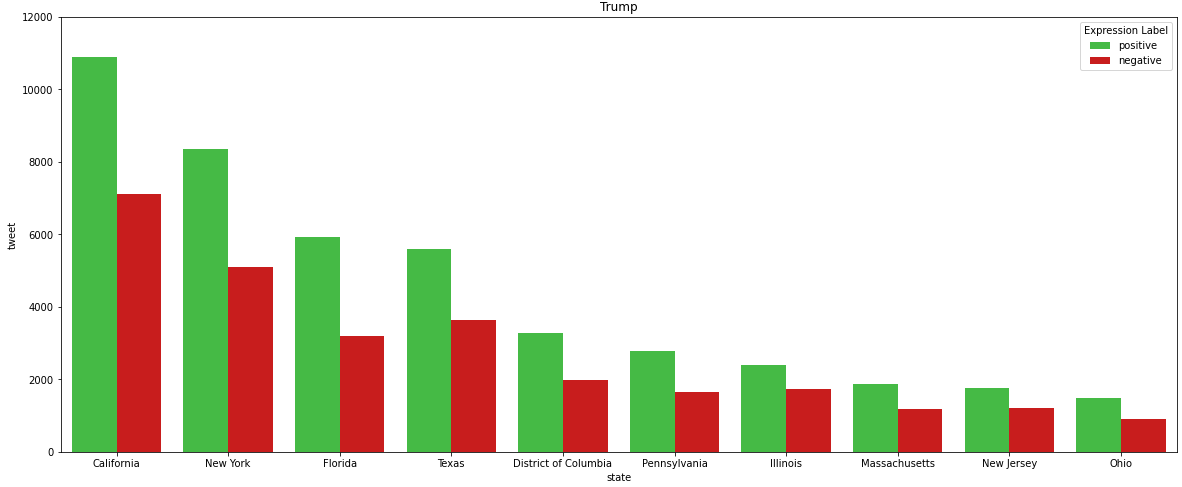 Trump
Expression Label
positive
negative
12000
10000
8000
6000
4000
2000
0
tweet
California New York Florida Texas District of Columbia Pennsylvania Illinois Massachusetts New Jersey Ohio
state